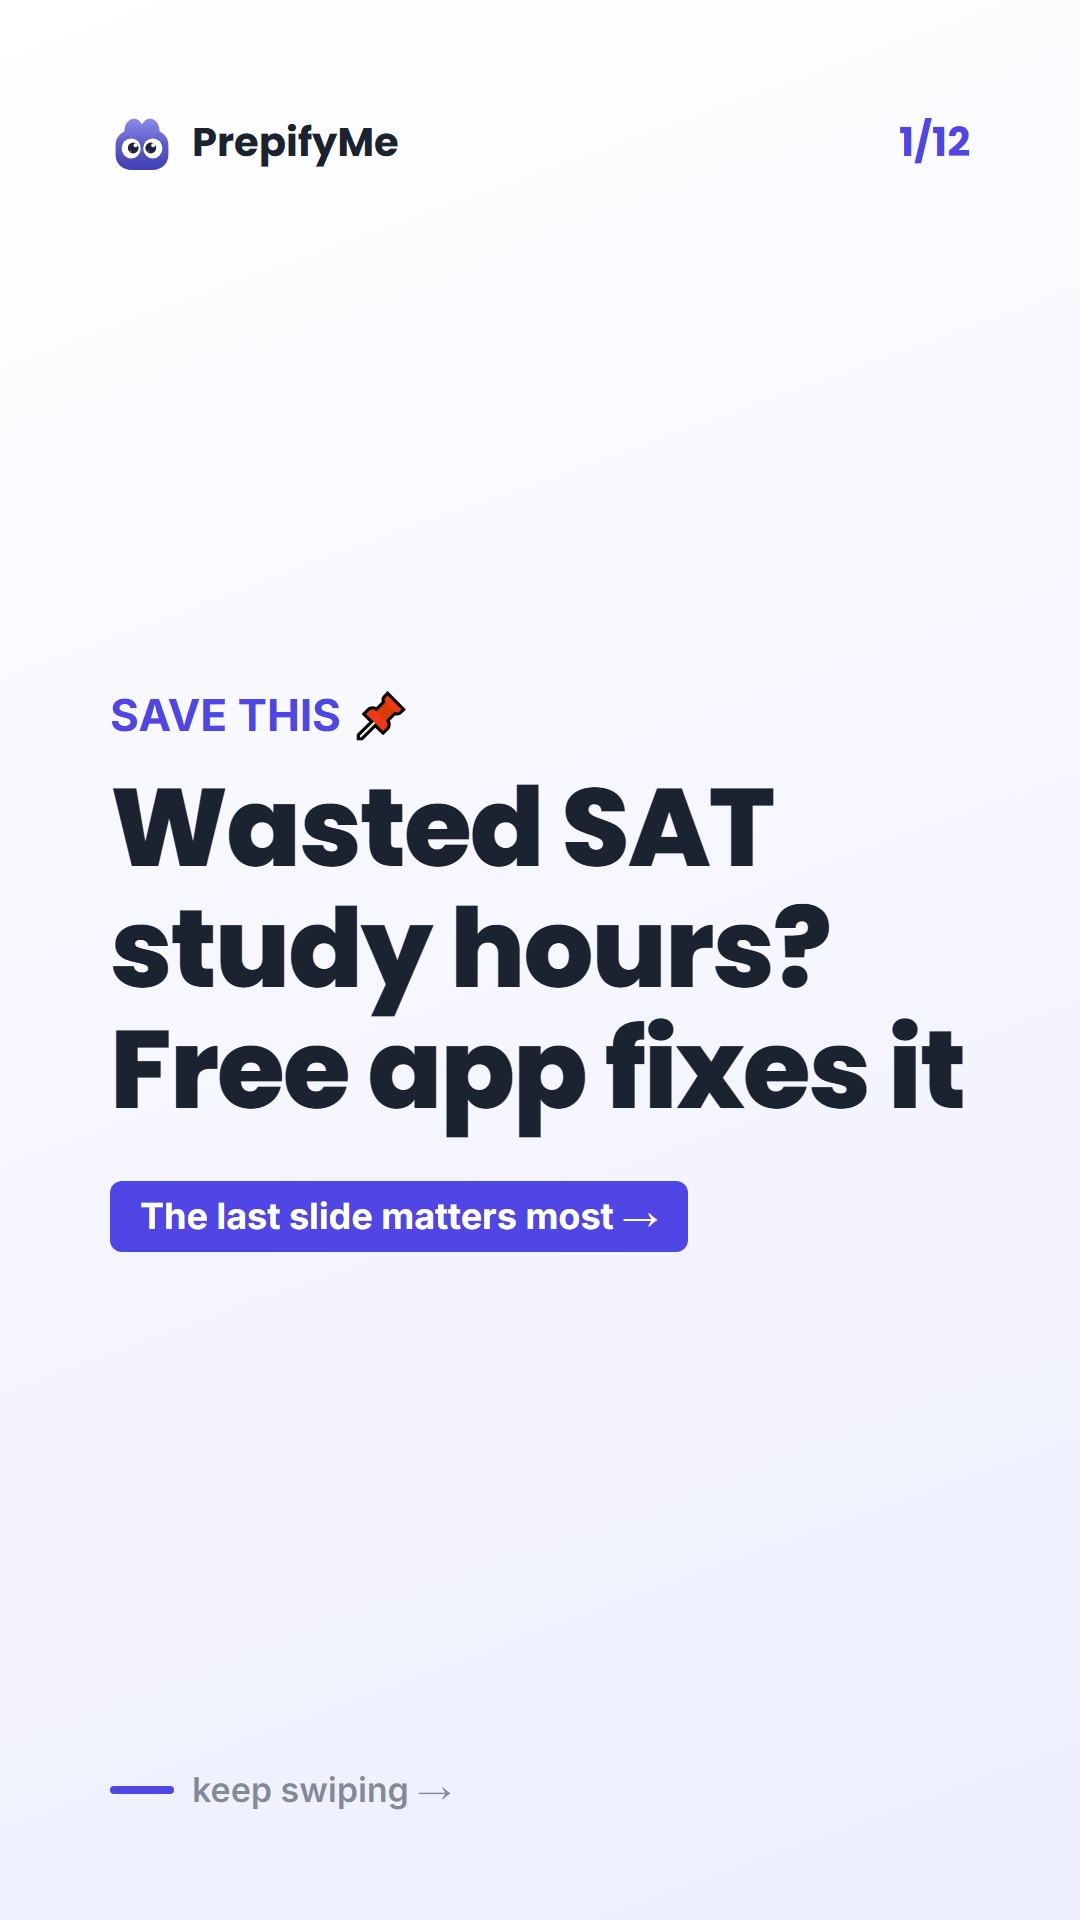 PrepifyMe
1/12
SAVE THIS 📌
Wasted SAT
study hours?
Free app fixes it
The last slide matters most →
keep swiping →